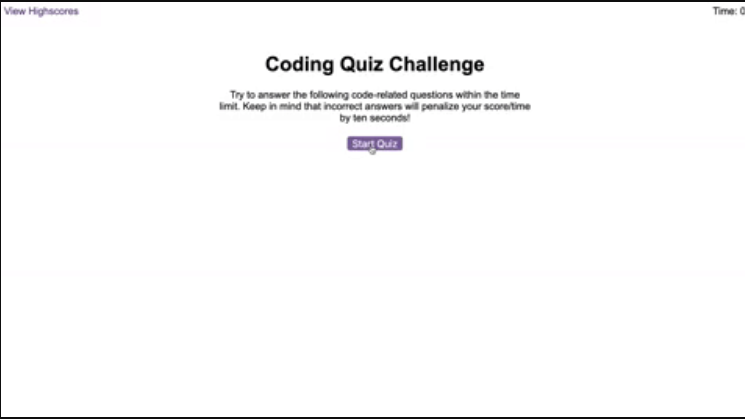 View Highscores
Time: 0
Coding Quiz Challenge
Try to answer the following code-related questions within the time
limit. Keep in mind that incorrect answers will penalize your score/time
by ten seconds!
Start Quiz